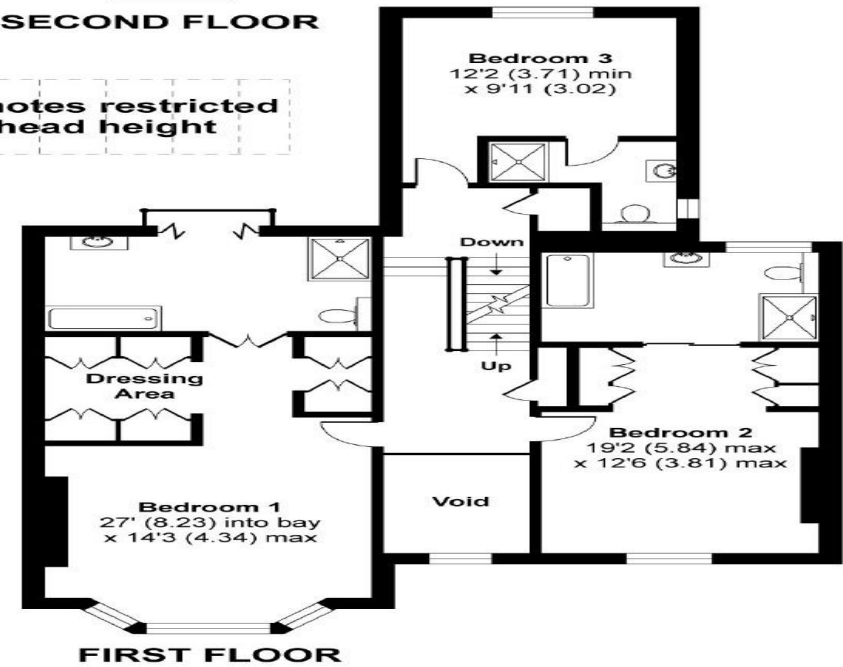 SECOND FLOOR
restricted
head height
Bedroom 3
12'2 (3.71) min
x 9'11 (3.02)
Down
Up
Dressing
Area
Bedroom 2
19'2 (5.84) max
x 12'6 (3.81) max
Bedroom 1
27' (8.23) into bay
x 14'3 (4.34) max
Void
FIRST FLOOR